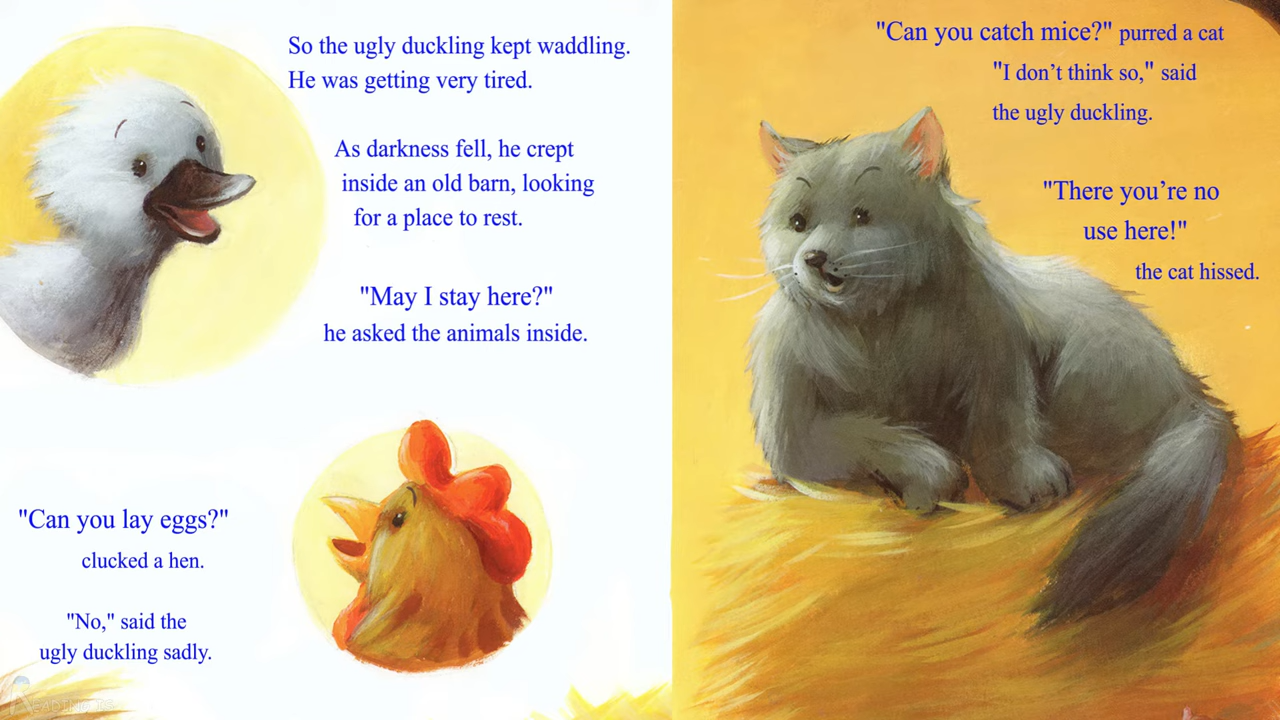 So the ugly duckling kept waddling.
He was getting very tired.
As darkness fell, he crept
inside an old barn, looking
for a place to rest.
"May I stay here?"
he asked the animals inside.
"Can you lay eggs?"
clucked a hen.
"No," said the
ugly duckling sadly.
"Can you catch mice?" purred a cat
"I don’t think so," said
the ugly duckling.
"There you’re no
use here!"
the cat hissed.